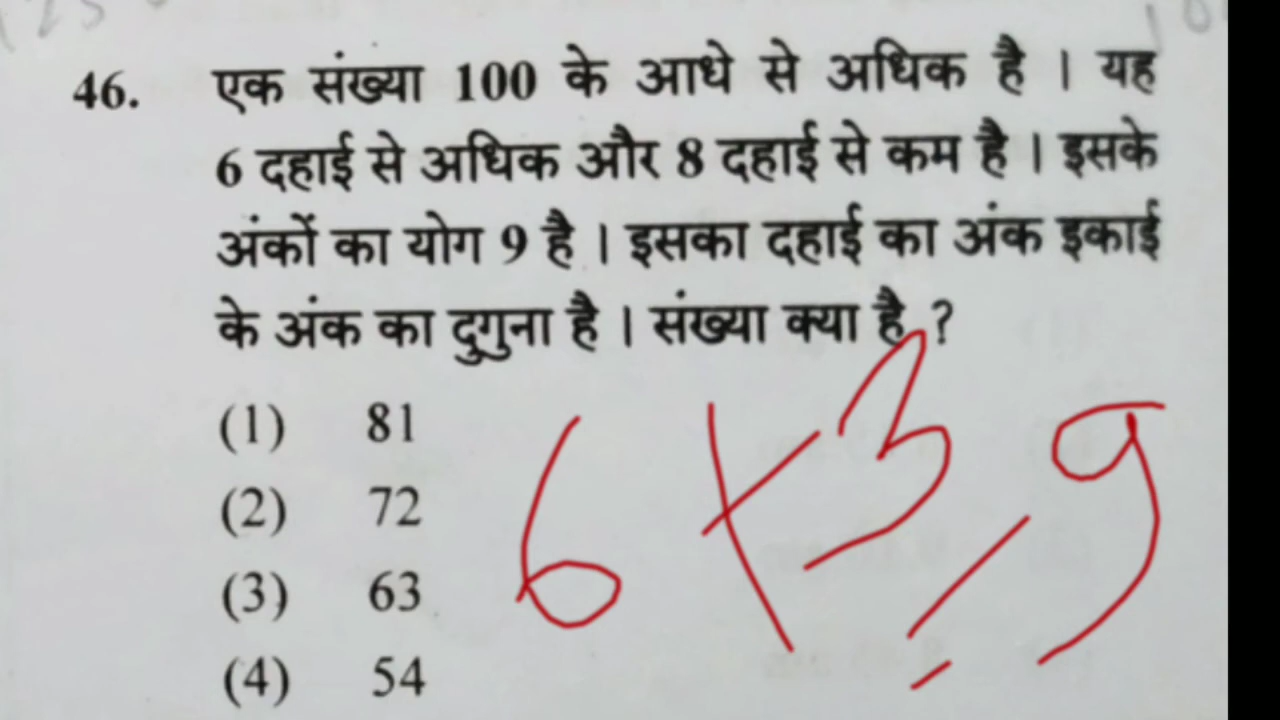 46. एक संख्या 100 के आधे से अधिक है । यह
6 दहाई से अधिक और 8 दहाई से कम है । इसके
अंकों का योग 9 है । इसका दहाई का अंक इकाई
के अंक का दुगुना है । संख्या क्या है ?
(1) 81
(2) 72
(3) 63
(4) 54
6 + 3 = 9